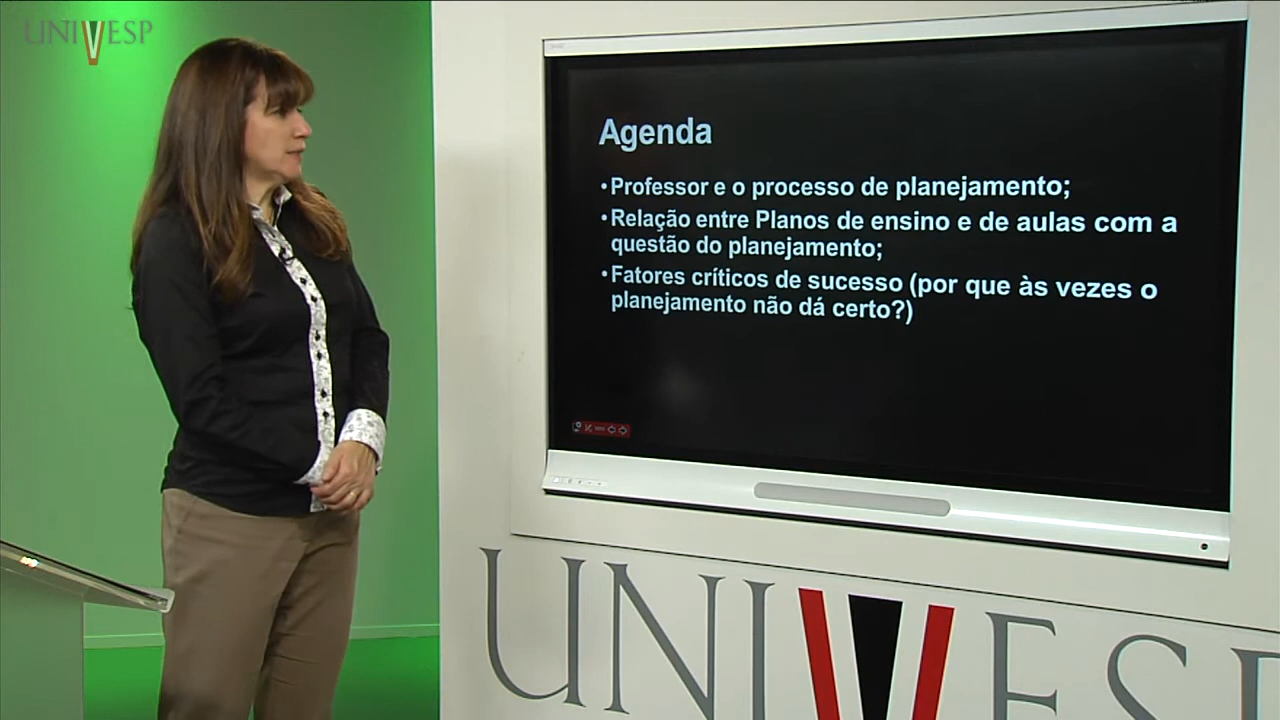 UNIVESP
Agenda
•Professor e o processo de planejamento;
•Relação entre Planos de ensino e de aulas com a
questão do planejamento;
•Fatores críticos de sucesso (por que às vezes o
planejamento não dá certo?)
UNIVESP